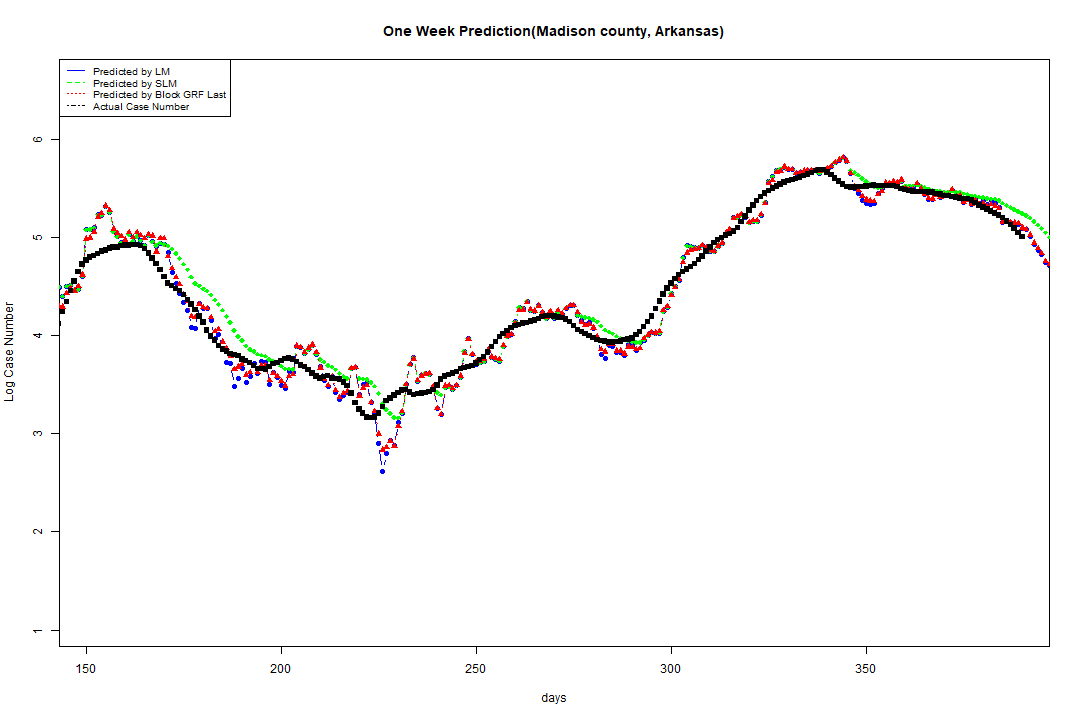 One Week Prediction(Madison county, Arkansas)
Predicted by LM
Predicted by SLM
Predicted by Block GRF Last
Actual Case Number
6
5
4
3
2
1
Log Case Number
150 200 250 300 350
days